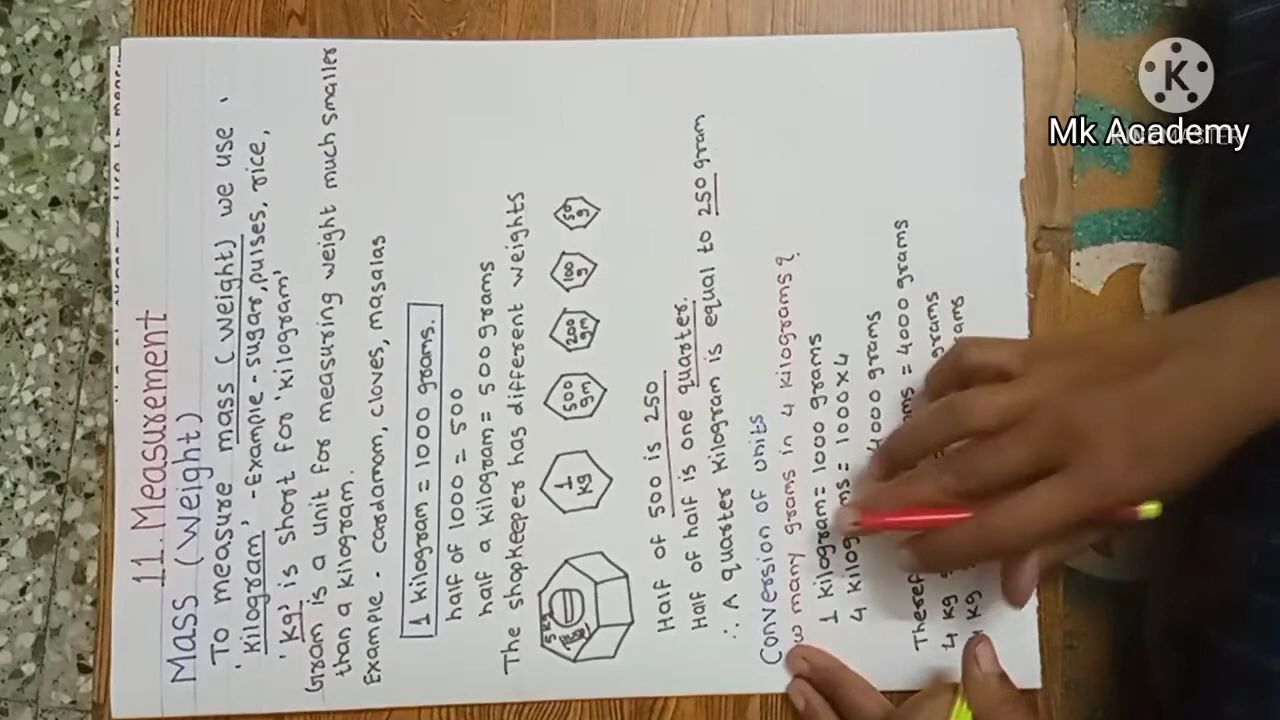 11. Measurement
Mass (Weight)
To measure mass (weight) we use
'kilogram' - Example - sugar, pulses, rice,
'kg' is short for 'kilogram'
Gram is a unit for measuring weight much smaller
than a kilogram.
Example - cardamom, cloves, masalas
1 kilogram = 1000 grams.
half of 1000 = 500
half a kilogram = 500 grams
The shopkeeper has different weights
5 kg
1 kg
500 gm
200 gm
100 g
50 g
Half of 500 is 250
Half of half is one quarter.
∴ A quarter kilogram is equal to 250 gram
Conversion of units
many grams in 4 kilograms?
1 kilogram = 1000 grams
4 = 1000 x 4
4000 grams
= 4000 grams
grams
4 kg
kg
K
Mk Academy
KINEMASTER